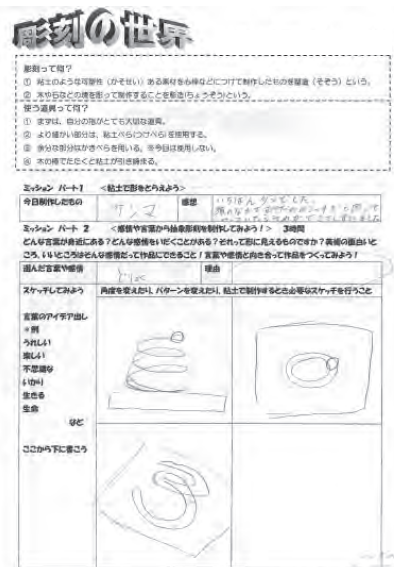 彫刻の世界
彫刻って何?
① 粘土のような可塑性(かそせい)ある素材を心棒などにつけて制作したものを塑造(そぞう)という。
② 木や石などの塊を彫って制作することを彫造(ちょうぞう)という。
使う道具って何?
① まずは、自分の指がとても大切な道具。
② より細かい部分は、粘土べら(つげべら)を使用する。
③ 余分な部分はかきべらを用いる。※今回は使用しない。
④ 木の棒でたたくと粘土が引き締まる。
ミッション パート1 <粘土で形をとらえよう>
今日制作したもの サンマ 感想
ミッション パート2 <感情や言葉から抽象彫刻を制作してみよう!> 3時間
どんな言葉が身近にある?どんな感情をいだくことがある?それって形に見えるものですか?美術の面白いと
ころ、いいところはどんな感情だって作品にできること!言葉や感情と向き合って作品をつくってみよう!
選んだ言葉や感情 理由
スケッチしてみよう 角度を変えたり、パターンを変えたり、粘土で制作するとき必要なスケッチを行うこと
言葉のアイデア出し
*例
うれしい
楽しい
不思議な
いかり
生きる
生命
など
ここから下に書こう